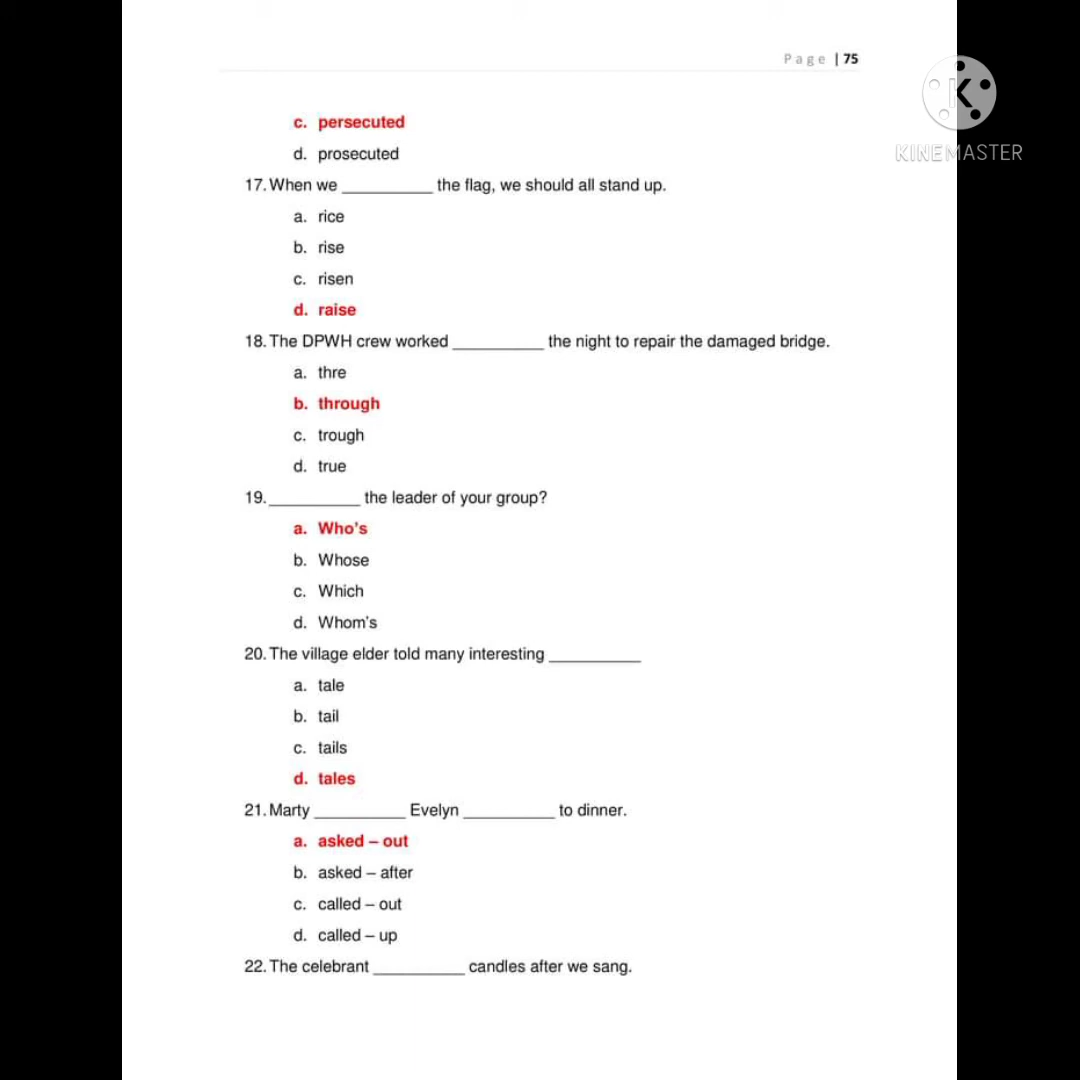 Page | 75
K
KINEMASTER
c. persecuted
d. prosecuted
17. When we __________ the flag, we should all stand up.
a. rice
b. rise
c. risen
d. raise
18. The DPWH crew worked __________ the night to repair the damaged bridge.
a. thre
b. through
c. trough
d. true
19. __________ the leader of your group?
a. Who's
b. Whose
c. Which
d. Whom's
20. The village elder told many interesting __________
a. tale
b. tail
c. tails
d. tales
21. Marty __________ Evelyn __________ to dinner.
a. asked – out
b. asked – after
c. called – out
d. called – up
22. The celebrant __________ candles after we sang.